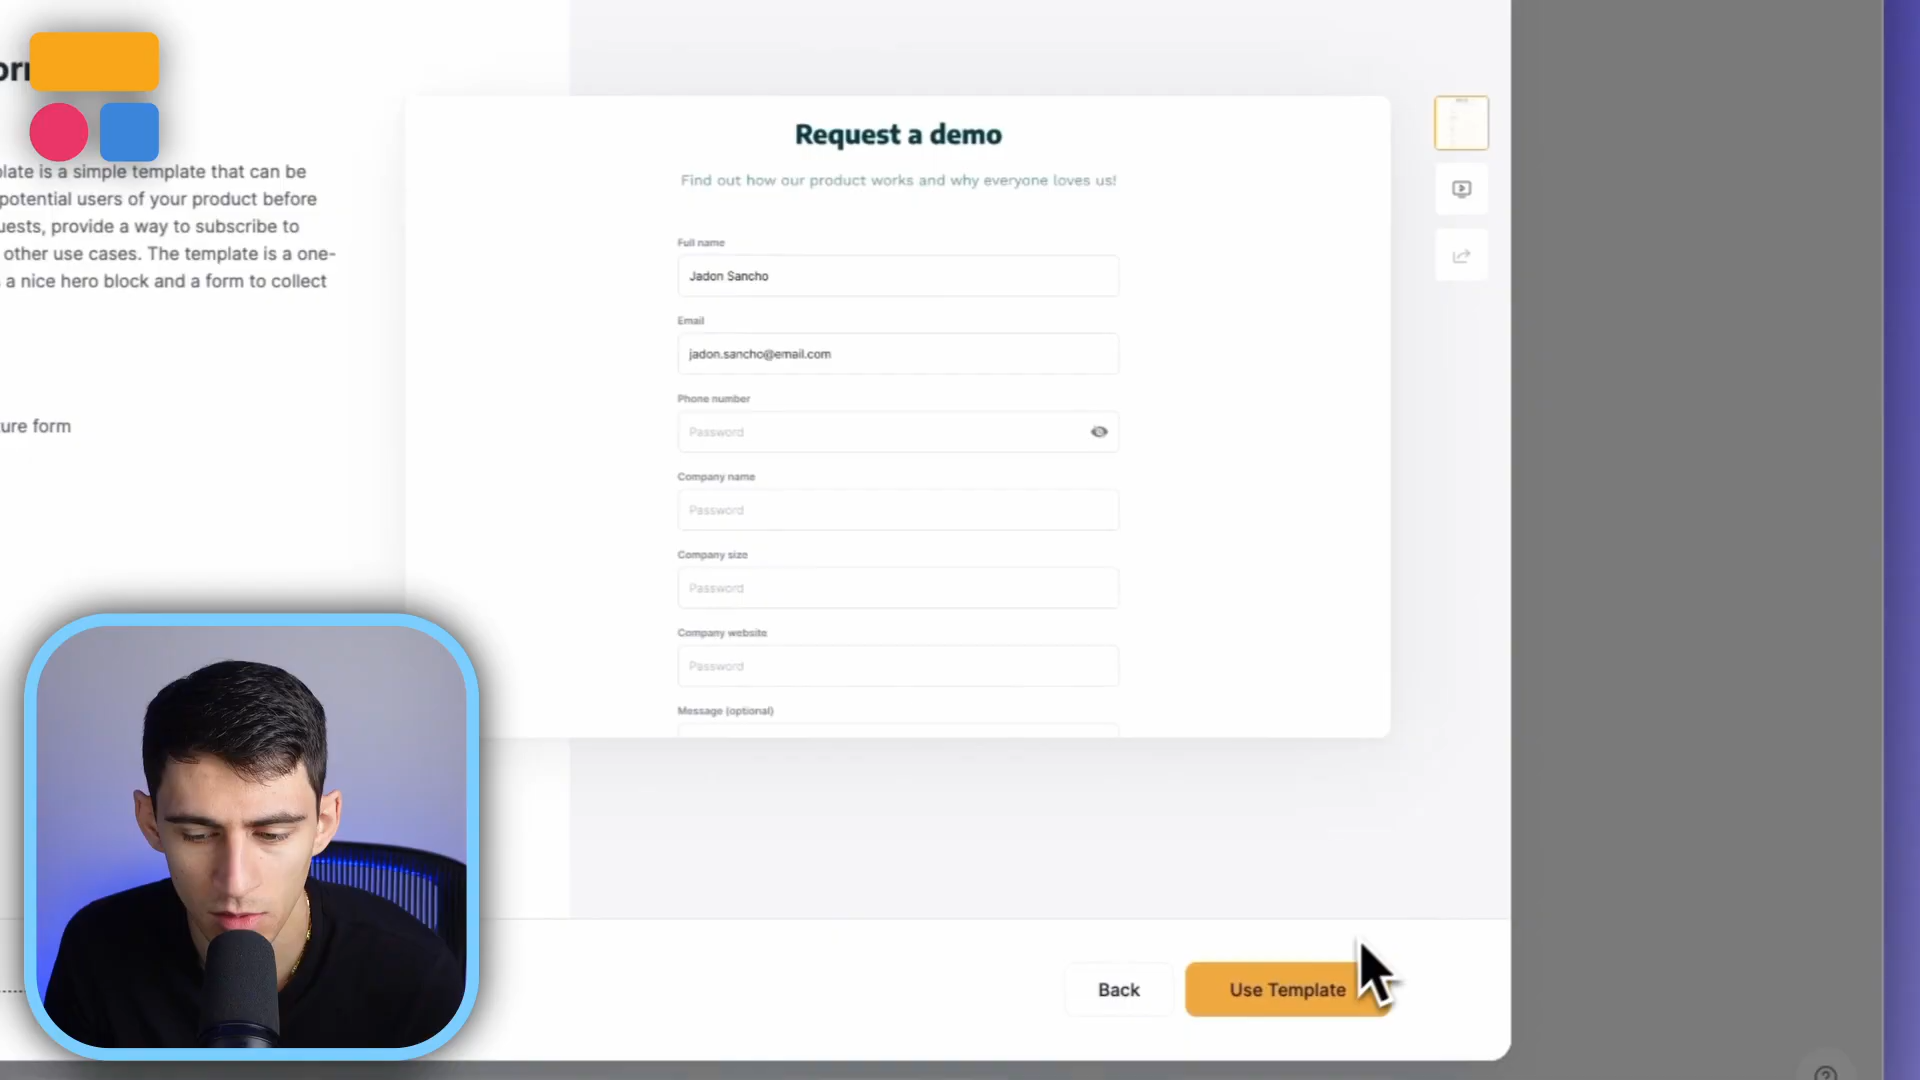 plate is a simple template that can be
potential users of your product before
uests, provide a way to subscribe to
other use cases. The template is a one-
a nice hero block and a form to collect
ture form
Request a demo
Find out how our product works and why everyone loves us!
Full name
Jadon Sancho
Email
jadon.sancho@email.com
Phone number
Password
Company name
Password
Company size
Password
Company website
Password
Message (optional)
Back
Use Template